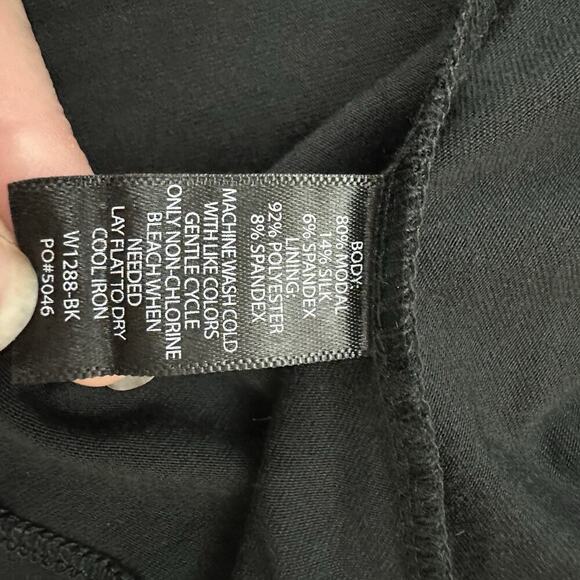 BODY:
80% MODAL
14% SILK
6% SPANDEX
LINING:
92% POLYESTER
8% SPANDEX
MACHINE WASH COLD
WITH LIKE COLORS
GENTLE CYCLE
ONLY NON-CHLORINE
BLEACH WHEN
NEEDED
LAY FLAT TO DRY
COOL IRON
W1288-BK
PO#5046